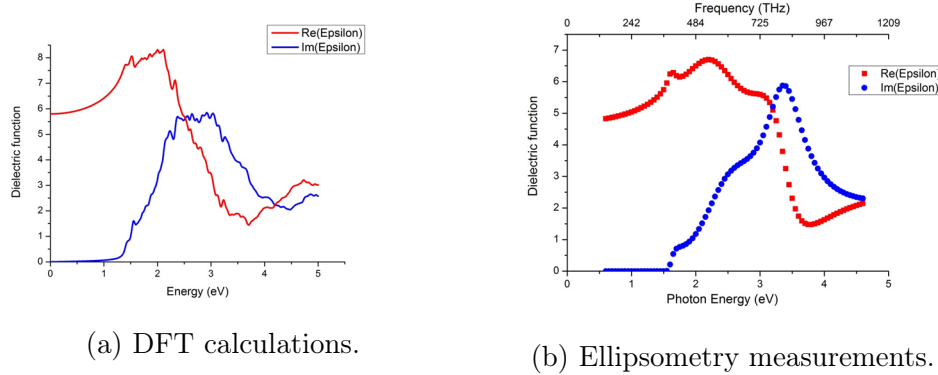 Re(Epsilon)
Im(Epsilon)
Dielectric function
8
7
6
5
4
3
2
1
0
0 1 2 3 4 5
Energy (eV)
(a) DFT calculations.
Frequency (THz)
0 242 484 725 967 1209
Re(Epsilon)
Im(Epsilon)
Dielectric function
7
6
5
4
3
2
1
0
0 1 2 3 4 5
Photon Energy (eV)
(b) Ellipsometry measurements.